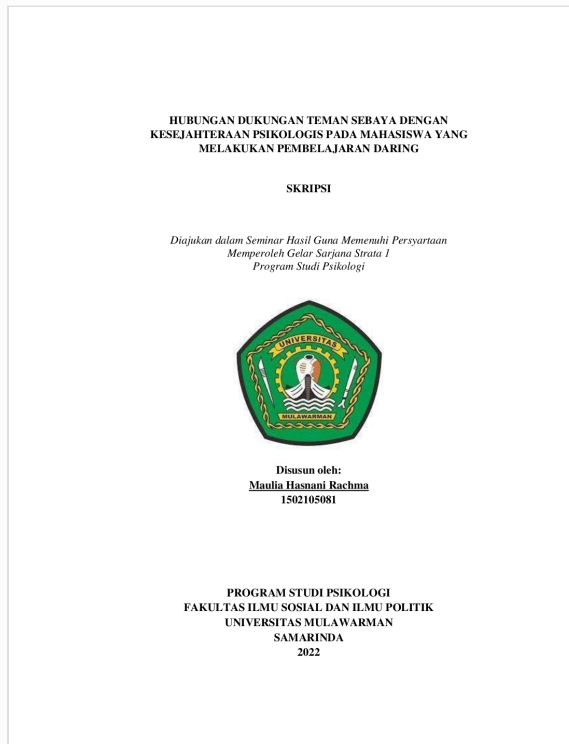 HUBUNGAN DUKUNGAN TEMAN SEBAYA DENGAN
KESEJAHTERAAN PSIKOLOGIS PADA MAHASISWA YANG
MELAKUKAN PEMBELAJARAN DARING
SKRIPSI
Diajukan dalam Seminar Hasil Guna Memenuhi Persyartaan
Memperoleh Gelar Sarjana Strata 1
Program Studi Psikologi
UNIVERSITAS
MULAWARMAN
Disusun oleh:
Maulia Hasnani Rachma
1502105081
PROGRAM STUDI PSIKOLOGI
FAKULTAS ILMU SOSIAL DAN ILMU POLITIK
UNIVERSITAS MULAWARMAN
SAMARINDA
2022